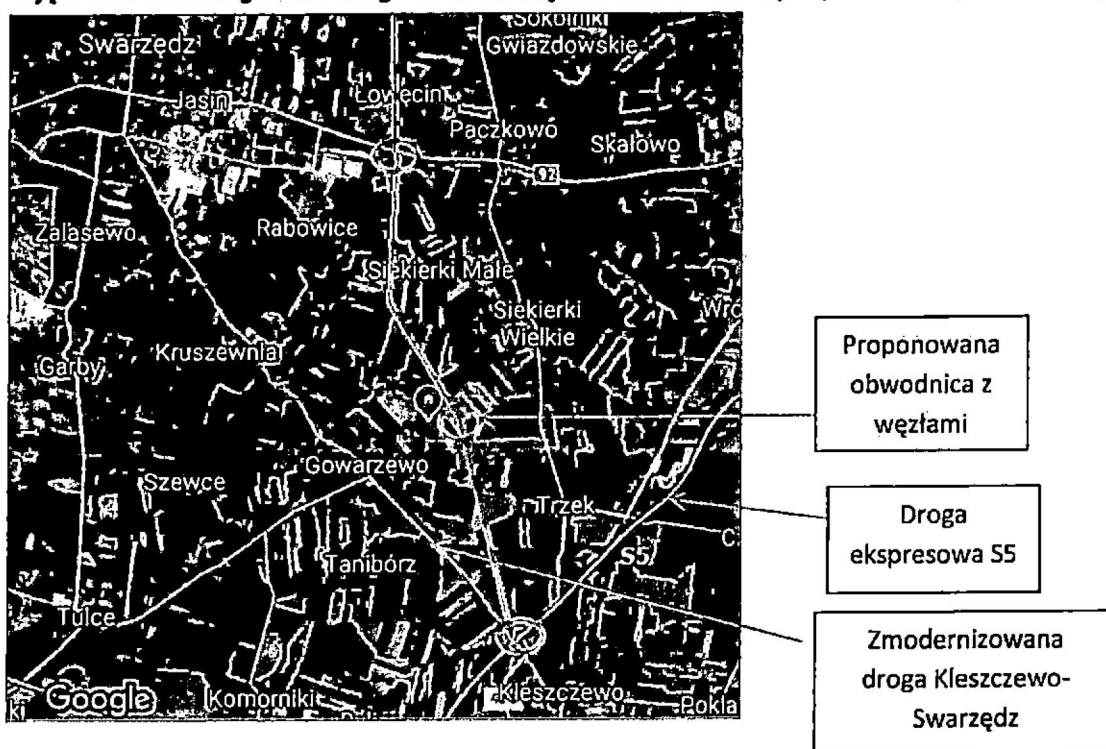 Sokolniki
Swarzędz
Gwiazdowskie
Jasin
Łowęcin
Paczkowo
Skałowo
92
Zalasewo
Rabowice
Siekierki Małe
Siekierki
Wielkie
Garby
Kruszewnia
Gowarzewo
Szewce
Trzek
Tanibórz
S5
Tulce
Google
Komorniki
Kleszczewo
Proponowana
obwodnica z
węzłami
Droga
ekspresowa S5
Zmodernizowana
droga Kleszczewo-
Swarzędz